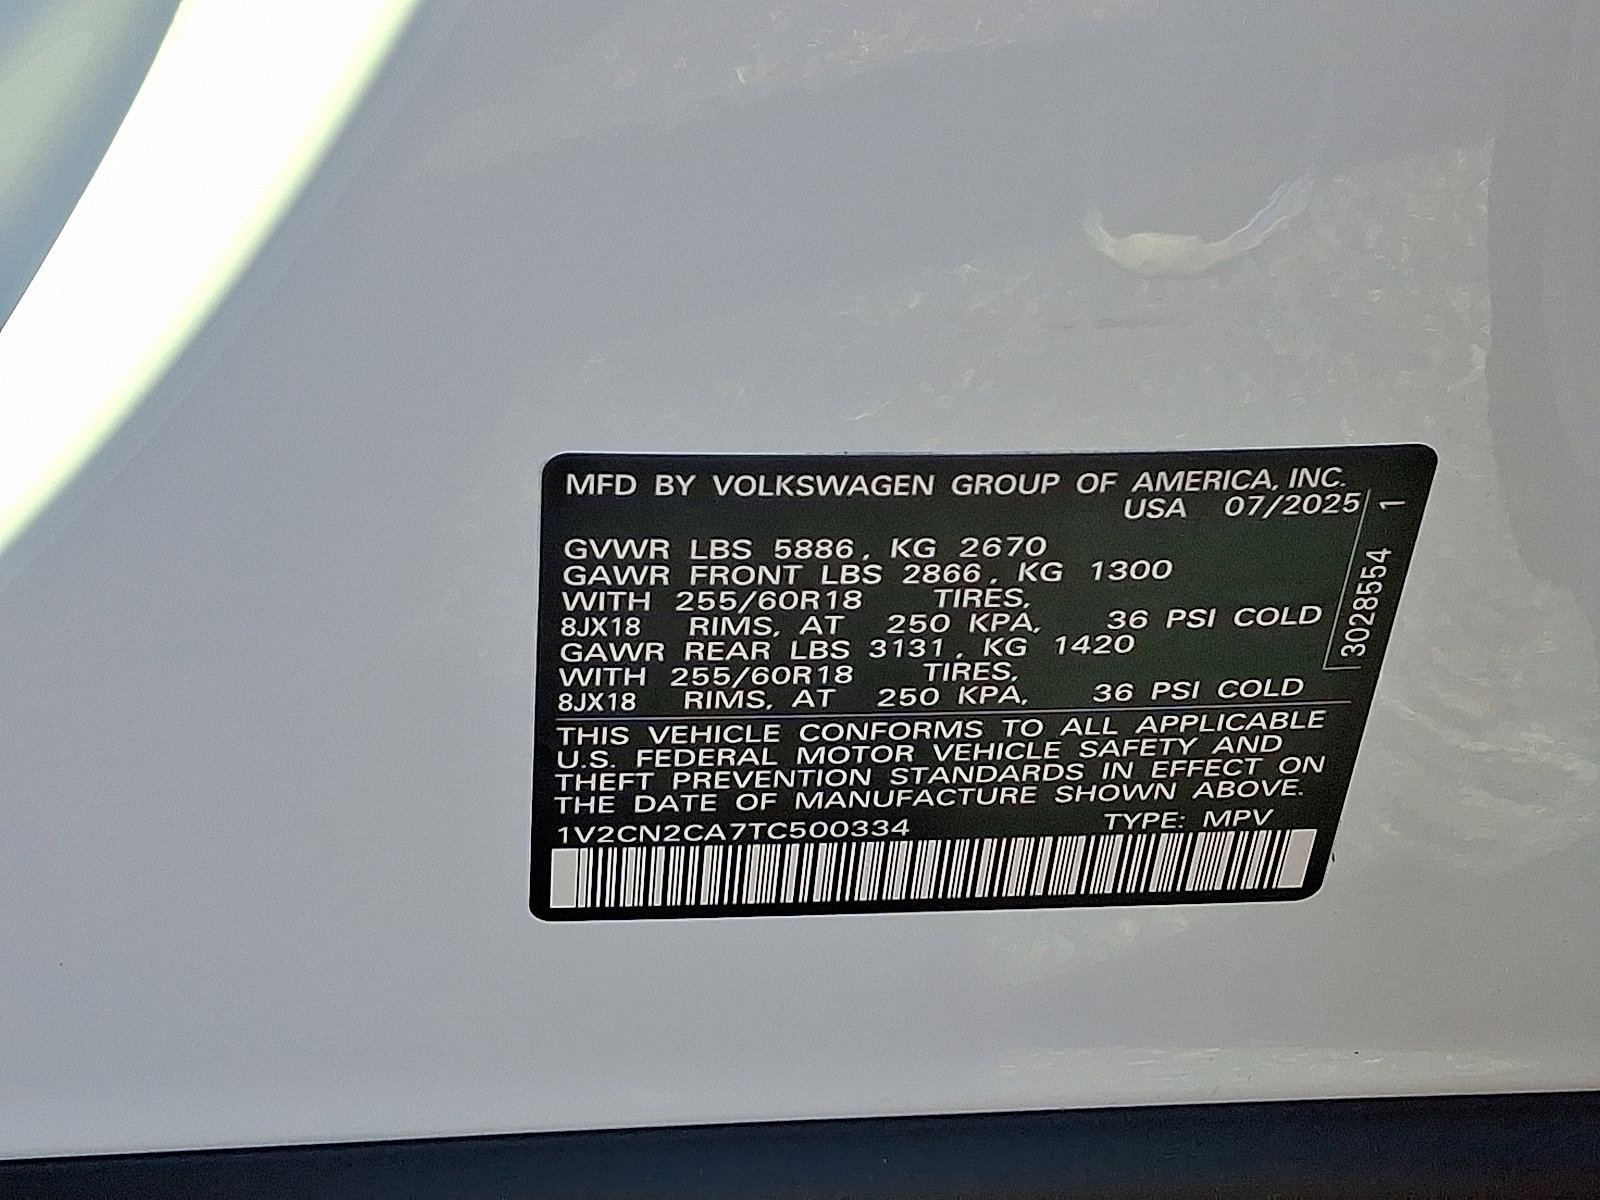 MFD BY VOLKSWAGEN GROUP OF AMERICA, INC.
USA 07/2025
GVWR LBS 5886, KG 2670
GAWR FRONT LBS 2866, KG 1300
WITH 255/60R18 TIRES,
8JX18 RIMS, AT 250 KPA, 36 PSI COLD
GAWR REAR LBS 3131, KG 1420
WITH 255/60R18 TIRES,
8JX18 RIMS, AT 250 KPA, 36 PSI COLD
THIS VEHICLE CONFORMS TO ALL APPLICABLE
U.S. FEDERAL MOTOR VEHICLE SAFETY AND
THEFT PREVENTION STANDARDS IN EFFECT ON
THE DATE OF MANUFACTURE SHOWN ABOVE.
1V2CN2CA7TC500334 TYPE: MPV
3028554 1